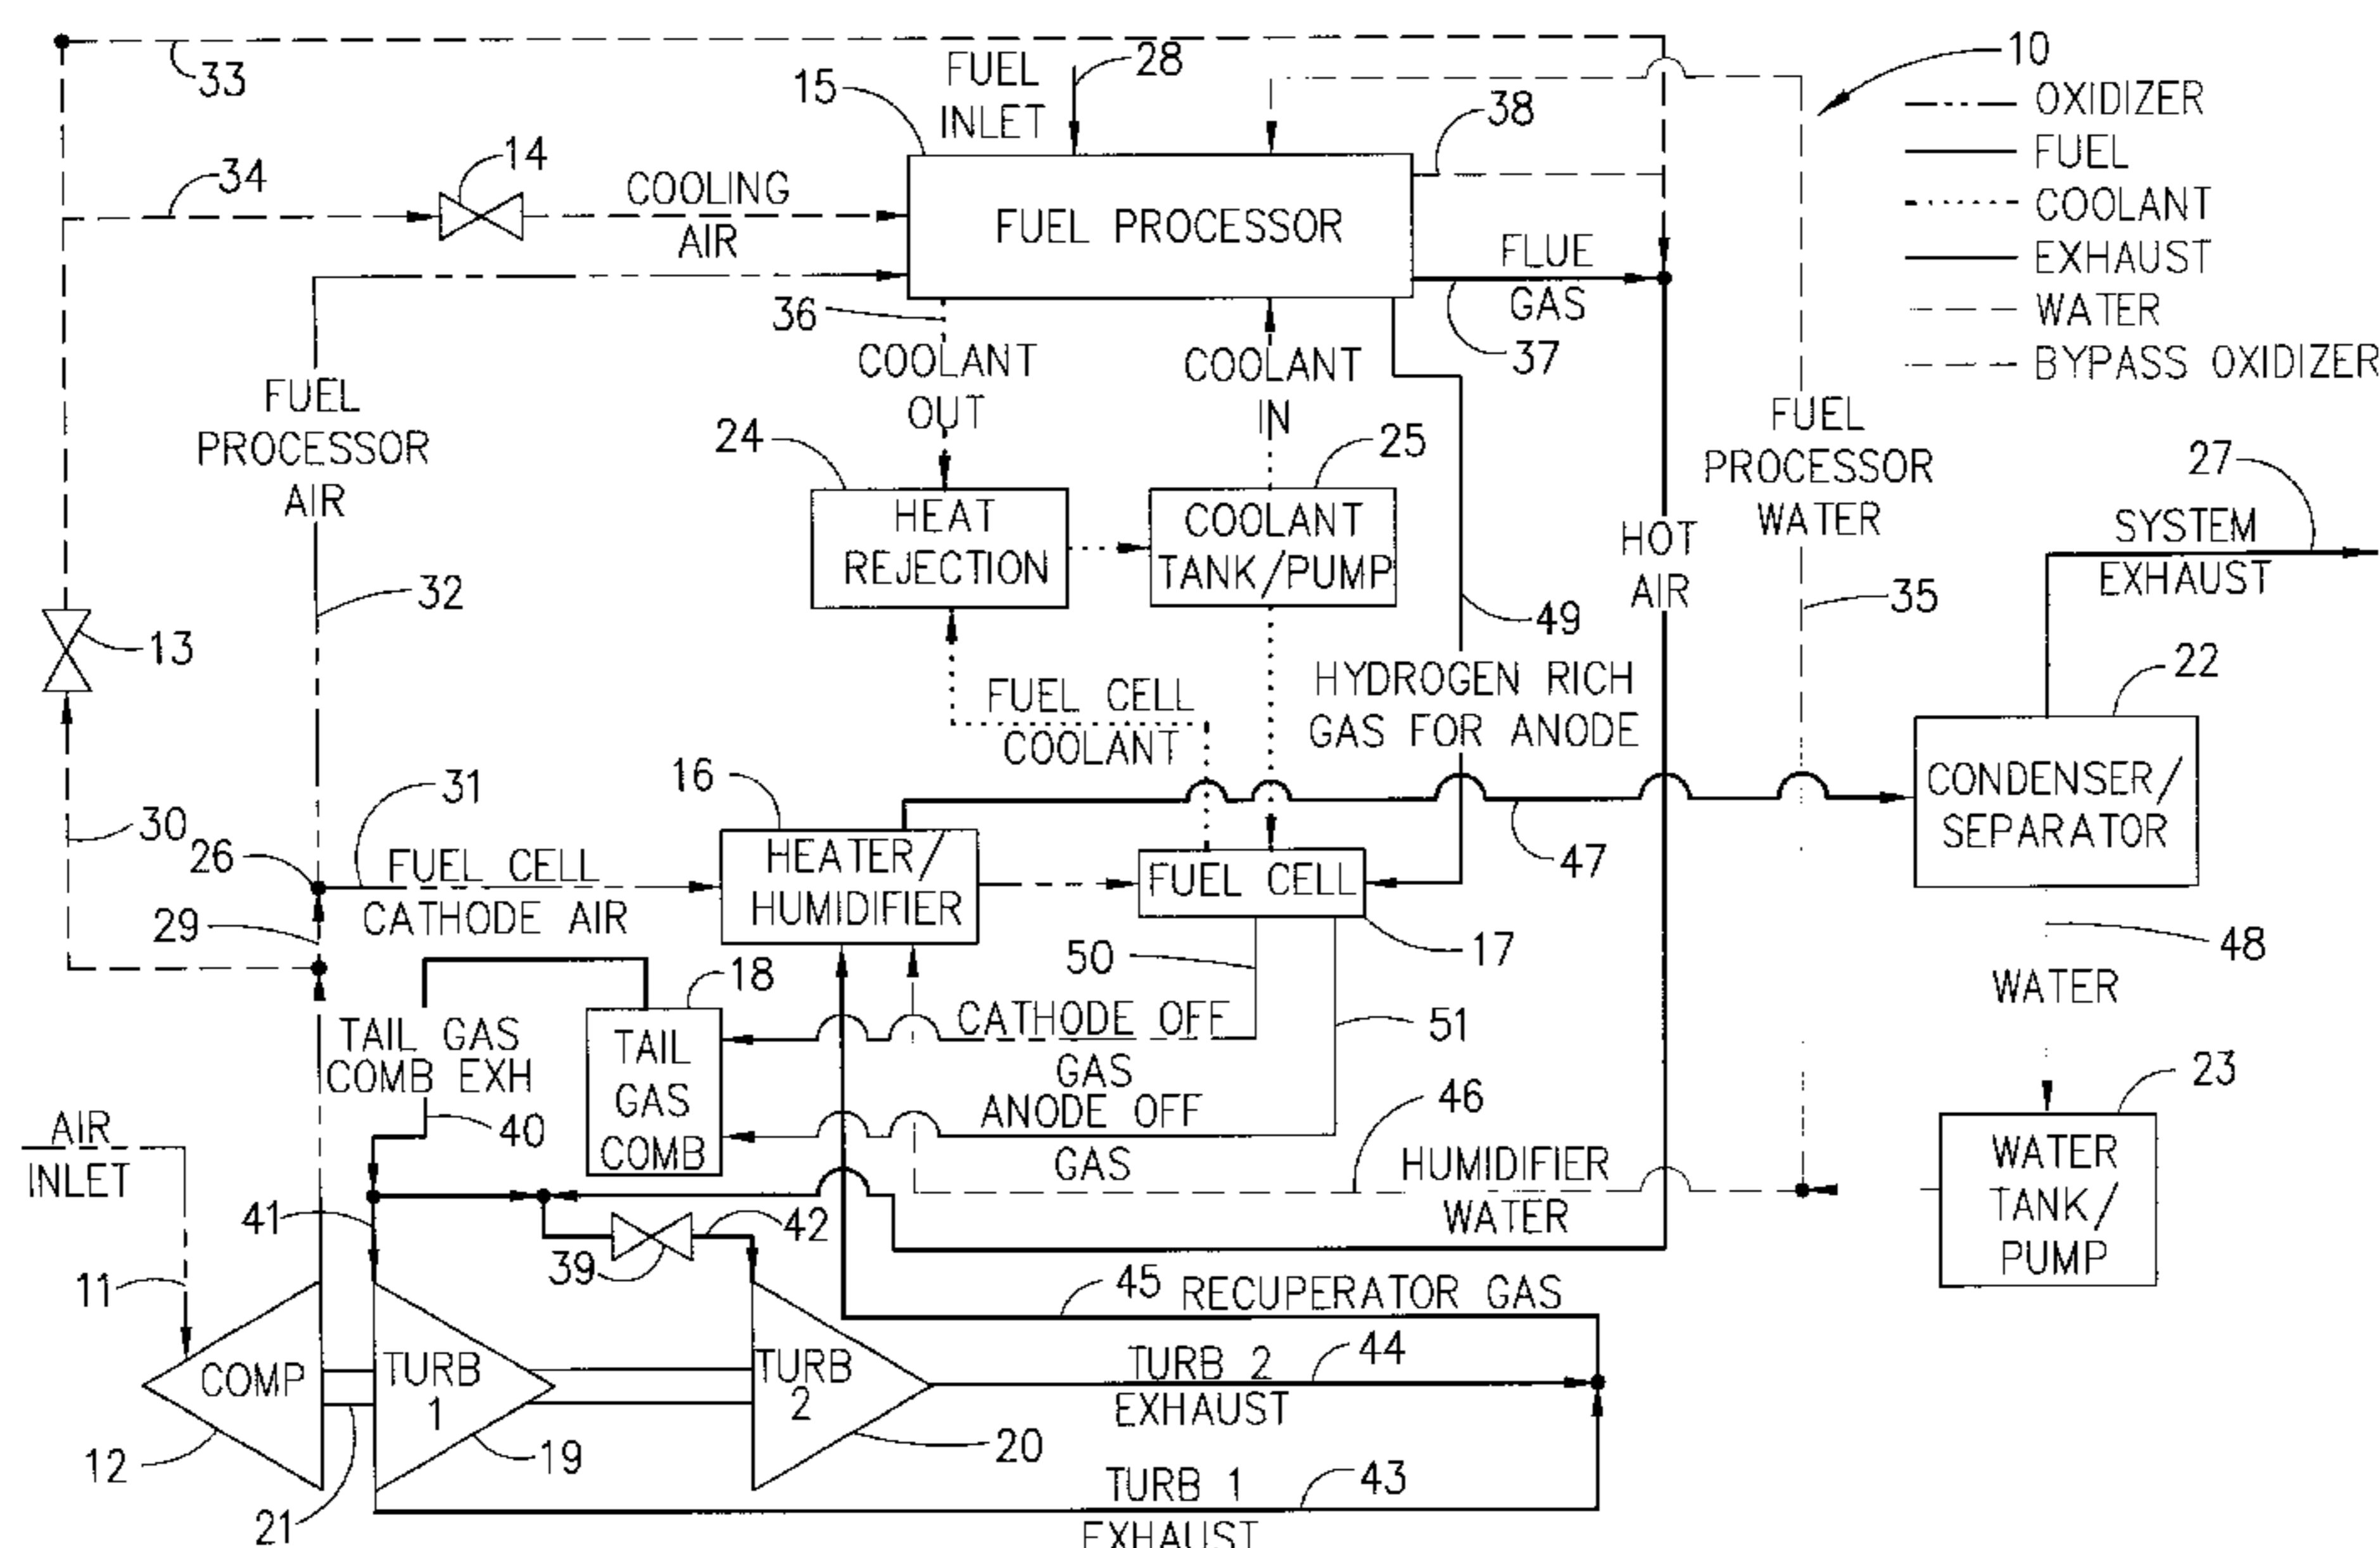 33
FUEL
INLET
28
15
10
OXIDIZER
FUEL
COOLANT
EXHAUST
WATER
BYPASS OXIDIZER
38
34
14
COOLING
AIR
FUEL PROCESSOR
FLUE
GAS
37
36
COOLANT
OUT
COOLANT
IN
FUEL
PROCESSOR
AIR
24
25
HEAT
REJECTION
COOLANT
TANK/PUMP
FUEL
PROCESSOR
WATER
27
SYSTEM
EXHAUST
HOT
AIR
32
49
35
13
22
FUEL CELL
COOLANT
HYDROGEN RICH
GAS FOR ANODE
CONDENSER/
SEPARATOR
16
31
30
26
FUEL CELL
CATHODE AIR
HEATER/
HUMIDIFIER
FUEL CELL
47
29
17
50
48
WATER
18
TAIL GAS
COMB EXH
TAIL
GAS
COMB
CATHODE OFF
GAS
51
ANODE OFF
GAS
46
23
AIR
INLET
40
HUMIDIFIER
WATER
WATER
TANK/
PUMP
41
42
39
11
45
RECUPERATOR GAS
COMP
TURB
1
TURB
2
TURB 2
EXHAUST
44
12
21
19
20
TURB 1
EXHAUST
43